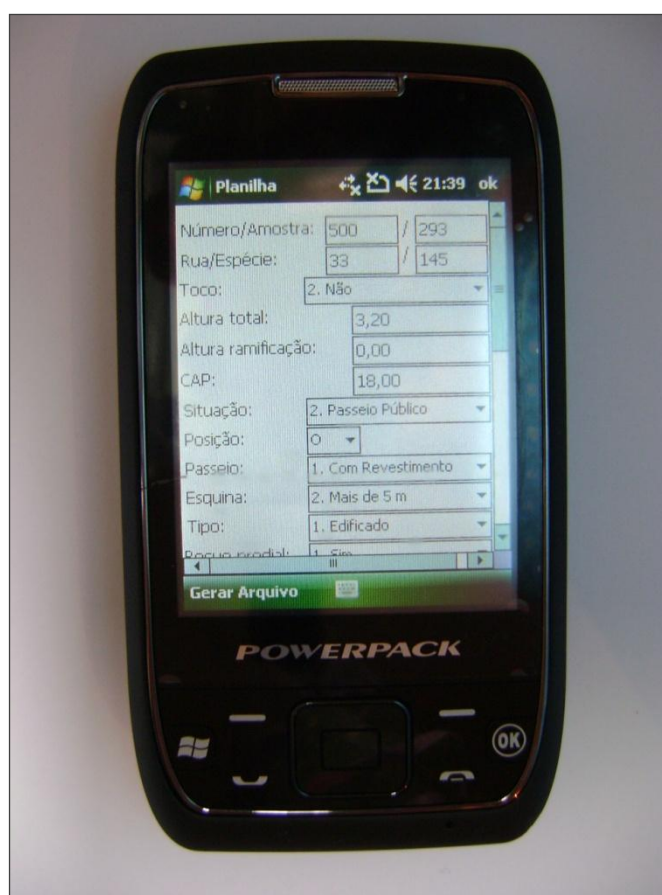 Planilha 21:39 ok
Número/Amostra: 500 / 293
Rua/Espécie: 33 / 145
Toco: 2. Não
Altura total: 3,20
Altura ramificação: 0,00
CAP: 18,00
Situação: 2. Passeio Público
Posição: O
Passeio: 1. Com Revestimento
Esquina: 2. Mais de 5 m
Tipo: 1. Edificado
1. Sim
Gerar Arquivo
POWERPACK
OK